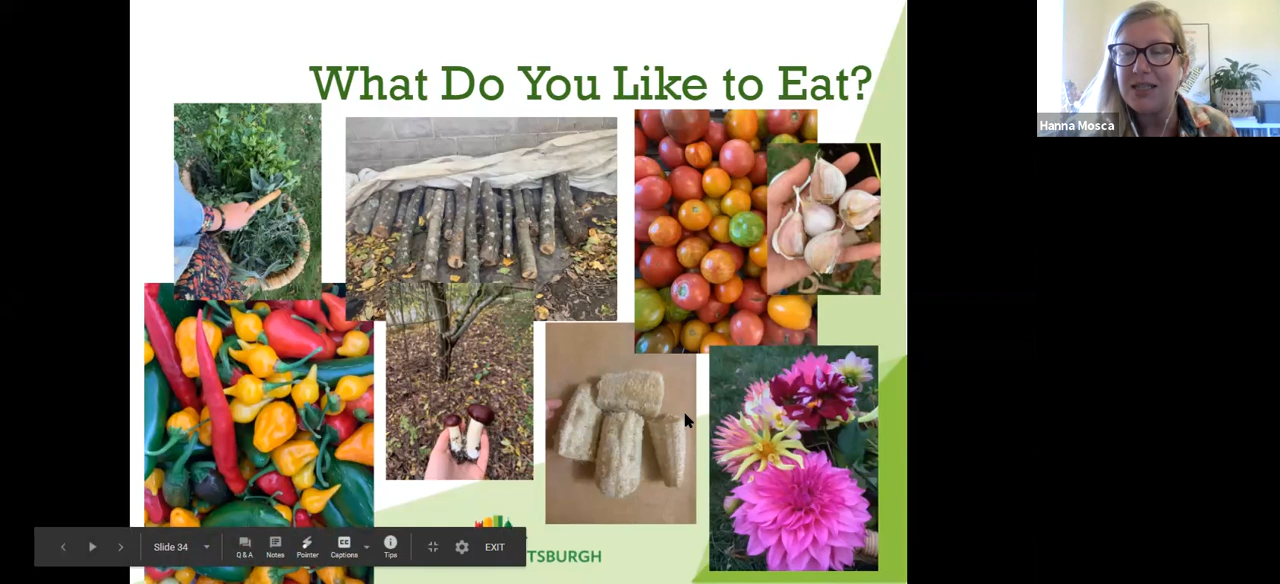 What Do You Like to Eat?
Hanna Mosca
Slide 34
Q & A
Notes
Pointer
Captions
Tips
EXIT
TSBURGH